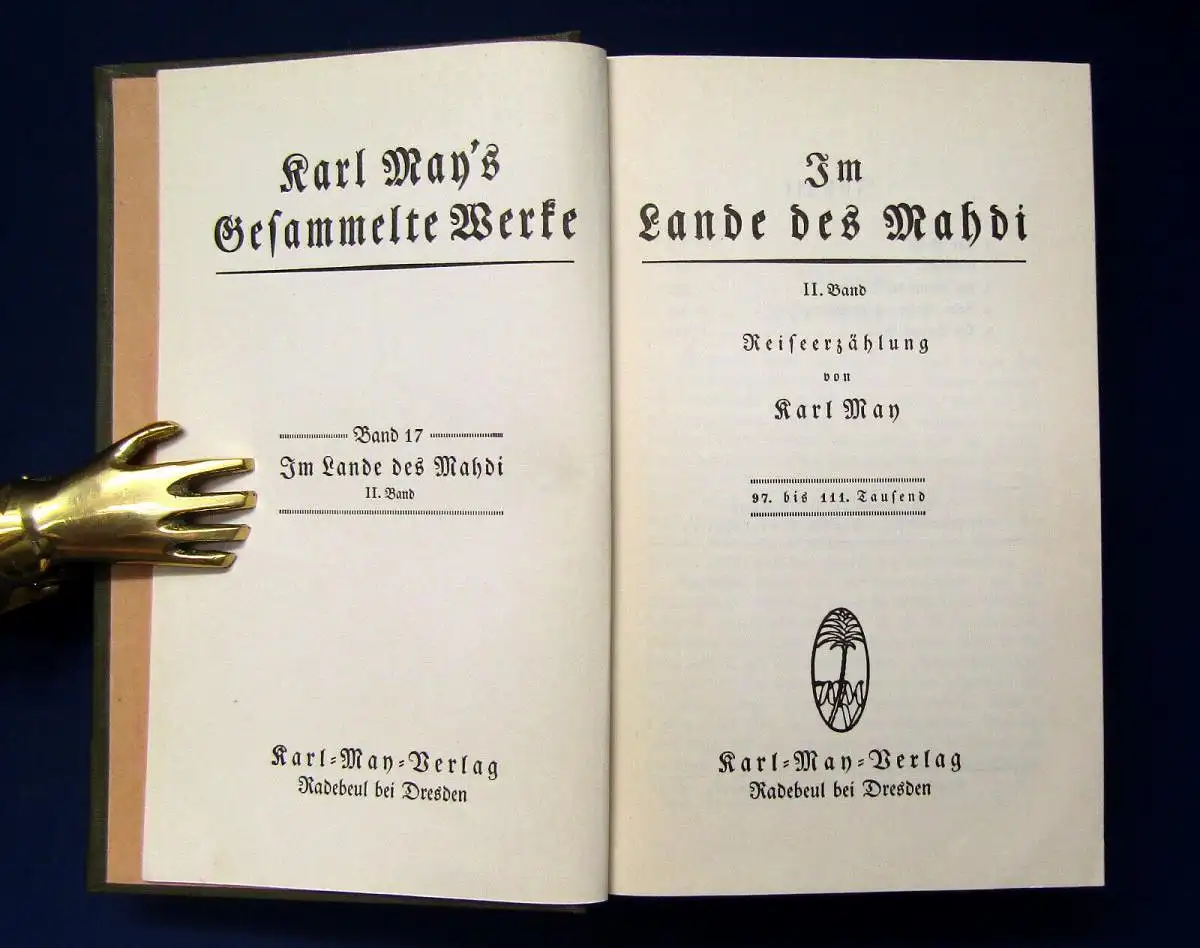 Karl May's
Gesammelte Werke
Band 17
Im Lande des Mahdi
II. Band
Karl-May-Verlag
Radebeul bei Dresden
Im
Lande des Mahdi
II. Band
Reiseerzählung
von
Karl May
97. bis 111. Tausend
Karl-May-Verlag
Radebeul bei Dresden